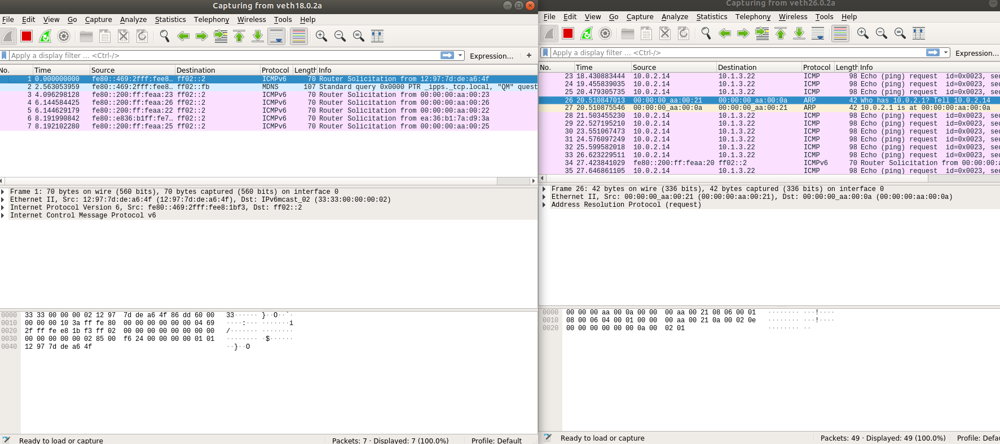 Capturing from veth18.0.2a
File Edit View Go Capture Analyze Statistics Telephony Wireless Tools Help
Apply a display filter ... <Ctrl-/> Expression... +
No. Time Source Destination Protocol Length Info
1 0.000000000 fe80::469:2fff:fee8… ff02::2 ICMPv6 70 Router Solicitation from 12:97:7d:de:a6:4f
2 2.563053959 fe80::469:2fff:fee8… ff02::fb MDNS 107 Standard query 0x0000 PTR _ipps._tcp.local, "QM" quest
3 4.096298128 fe80::200:ff:feaa:23 ff02::2 ICMPv6 70 Router Solicitation from 00:00:00:aa:00:23
4 6.144584425 fe80::200:ff:feaa:26 ff02::2 ICMPv6 70 Router Solicitation from 00:00:00:aa:00:26
5 6.144629179 fe80::200:ff:feaa:22 ff02::2 ICMPv6 70 Router Solicitation from 00:00:00:aa:00:22
6 8.191990842 fe80::e836:b1ff:fe7… ff02::2 ICMPv6 70 Router Solicitation from ea:36:b1:7a:d9:3a
7 8.192102280 fe80::200:ff:feaa:25 ff02::2 ICMPv6 70 Router Solicitation from 00:00:00:aa:00:25
Frame 1: 70 bytes on wire (560 bits), 70 bytes captured (560 bits) on interface 0
Ethernet II, Src: 12:97:7d:de:a6:4f (12:97:7d:de:a6:4f), Dst: IPv6mcast_02 (33:33:00:00:00:02)
Internet Protocol Version 6, Src: fe80::469:2fff:fee8:1bf3, Dst: ff02::2
Internet Control Message Protocol v6
0000 33 33 00 00 00 02 12 97 7d de a6 4f 86 dd 60 00 33······ }··O··`·
0010 00 00 00 10 3a ff fe 80 00 00 00 00 00 00 04 69 ····:··· ·······i
0020 2f ff fe e8 1b f3 ff 02 00 00 00 00 00 00 00 00 /······· ········
0030 00 00 00 00 00 02 85 00 f6 24 00 00 00 00 01 01 ········ ·$······
0040 12 97 7d de a6 4f ··}··O
Ready to load or capture Packets: 7 · Displayed: 7 (100.0%) Profile: Default
Capturing from veth26.0.2a
File Edit View Go Capture Analyze Statistics Telephony Wireless Tools Help
Apply a display filter ... <Ctrl-/> Expression...
No. Time Source Destination Protocol Length Info
23 18.430883444 10.0.2.14 10.1.3.22 ICMP 98 Echo (ping) request id=0x0023, sec
24 19.455839035 10.0.2.14 10.1.3.22 ICMP 98 Echo (ping) request id=0x0023, sec
25 20.479305735 10.0.2.14 10.1.3.22 ICMP 98 Echo (ping) request id=0x0023, sec
26 20.510847013 00:00:00_aa:00:21 00:00:00_aa:00:0a ARP 42 Who has 10.0.2.1? Tell 10.0.2.14
27 20.510875546 00:00:00_aa:00:0a 00:00:00_aa:00:21 ARP 42 10.0.2.1 is at 00:00:00:aa:00:0a
28 21.503455230 10.0.2.14 10.1.3.22 ICMP 98 Echo (ping) request id=0x0023, sec
29 22.527195210 10.0.2.14 10.1.3.22 ICMP 98 Echo (ping) request id=0x0023, sec
30 23.551067473 10.0.2.14 10.1.3.22 ICMP 98 Echo (ping) request id=0x0023, sec
31 24.576097249 10.0.2.14 10.1.3.22 ICMP 98 Echo (ping) request id=0x0023, sec
32 25.599582018 10.0.2.14 10.1.3.22 ICMP 98 Echo (ping) request id=0x0023, sec
33 26.623229511 10.0.2.14 10.1.3.22 ICMP 98 Echo (ping) request id=0x0023, sec
34 27.423841029 fe80::200:ff:feaa:20 ff02::2 ICMPv6 70 Router Solicitation from 00:00:00:a
35 27.646861105 10.0.2.14 10.1.3.22 ICMP 98 Echo (ping) request id=0x0023, sec
Frame 26: 42 bytes on wire (336 bits), 42 bytes captured (336 bits) on interface 0
Ethernet II, Src: 00:00:00_aa:00:21 (00:00:00:aa:00:21), Dst: 00:00:00_aa:00:0a (00:00:00:aa:00:0a)
Address Resolution Protocol (request)
0000 00 00 00 aa 00 0a 00 00 00 aa 00 21 08 06 00 01 ········ ···!····
0010 08 00 06 04 00 01 00 00 00 aa 00 21 0a 00 02 0e ········ ···!····
0020 00 00 00 00 00 00 0a 00 02 01 ········ ··
Ready to load or capture Packets: 49 · Displayed: 49 (100.0%) Profile: Defau